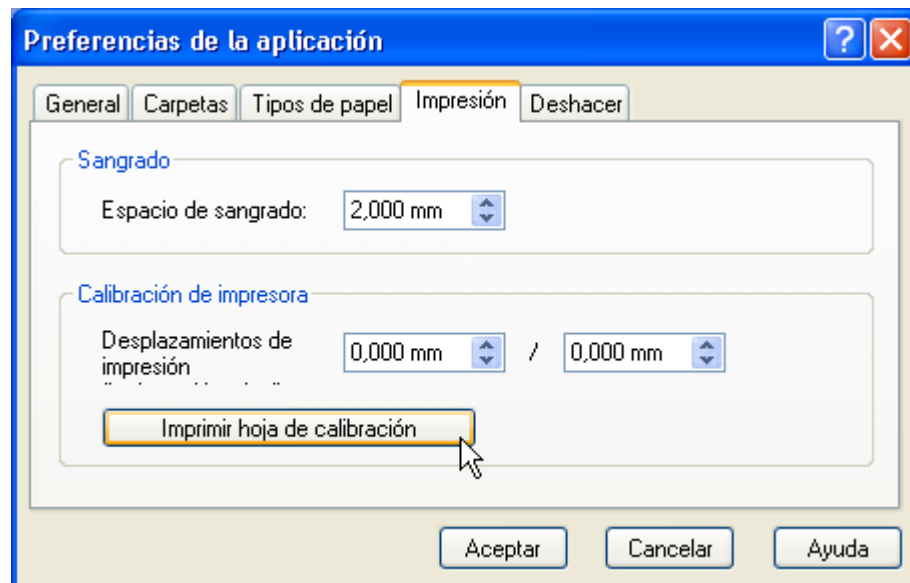 Preferencias de la aplicación
General Carpetas Tipos de papel Impresión Deshacer
Sangrado
Espacio de sangrado: 2,000 mm
Calibración de impresora
Desplazamientos de
impresión
0,000 mm / 0,000 mm
Imprimir hoja de calibración
Aceptar Cancelar Ayuda